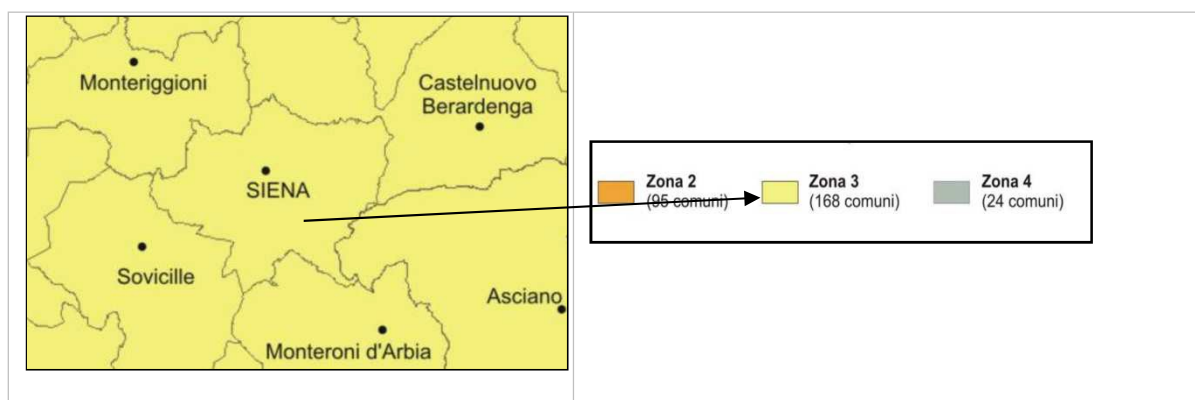 Monteriggioni
Castelnuovo
Berardenga
SIENA
Sovicille
Asciano
Monteroni d'Arbia
Zona 2
(95 comuni)
Zona 3
(168 comuni)
Zona 4
(24 comuni)